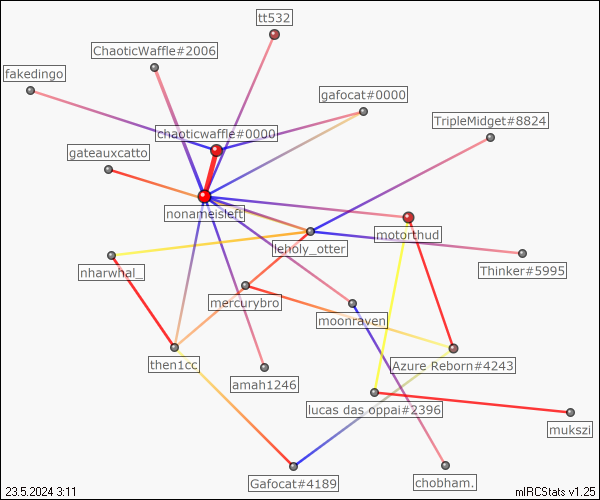 tt532
ChaoticWaffle#2006
fakedingo
gafocat#0000
TripleMidget#8824
chaoticwaffle#0000
gateauxcatto
nonameisleft
motorthud
leholy_otter
Thinker#5995
nharwhal_
mercurybro
moonraven
then1cc
Azure Reborn#4243
amah1246
lucas das oppai#2396
mukszi
Gafocat#4189
chobham.
23.5.2024 3:11
mIRCStats v1.25